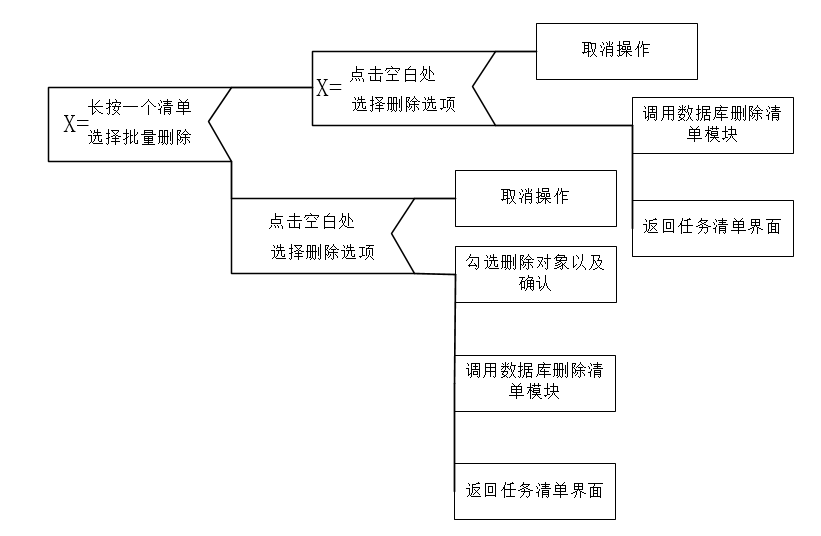 X=
长按一个清单
选择批量删除
X=
点击空白处
选择删除选项
取消操作
调用数据库删除清
单模块
返回任务清单界面
点击空白处
选择删除选项
取消操作
勾选删除对象以及
确认
调用数据库删除清
单模块
返回任务清单界面